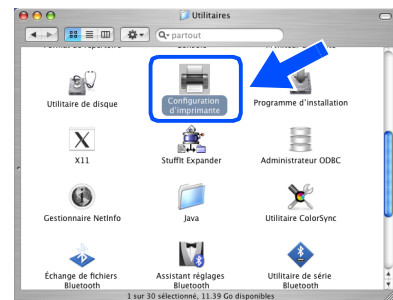 Utilitaires
partout
Utilitaire de disque
Configuration
d'imprimante
Programme d'installation
X11
StuffIt Expander
Administrateur ODBC
Gestionnaire NetInfo
Java
Utilitaire ColorSync
Échange de fichiers
Bluetooth
Assistant réglages
Bluetooth
Utilitaire de série
Bluetooth
1 sur 30 sélectionné, 11.39 Go disponibles